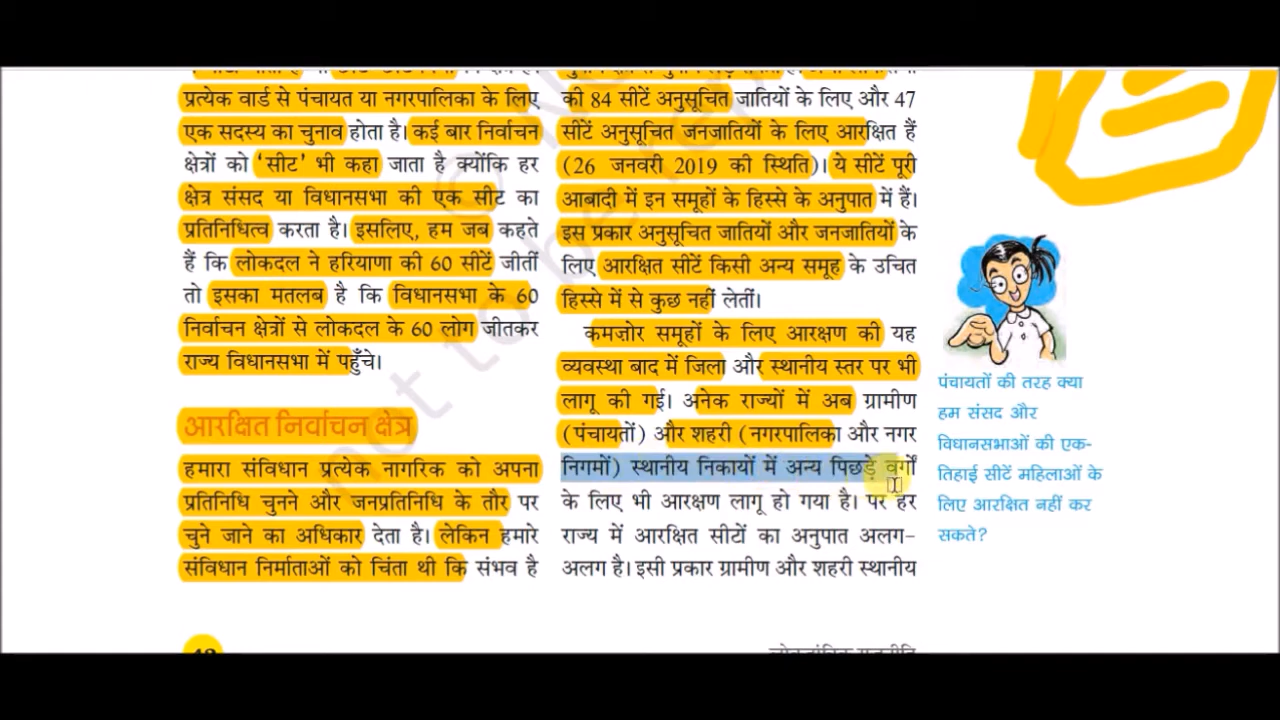 प्रत्येक वार्ड से पंचायत या नगरपालिका के लिए
एक सदस्य का चुनाव होता है। कई बार निर्वाचन
क्षेत्रों को ‘सीट’ भी कहा जाता है क्योंकि हर
क्षेत्र संसद या विधानसभा की एक सीट का
प्रतिनिधित्व करता है। इसलिए, हम जब कहते
हैं कि लोकदल ने हरियाणा की 60 सीटें जीतीं
तो इसका मतलब है कि विधानसभा के 60
निर्वाचन क्षेत्रों से लोकदल के 60 लोग जीतकर
राज्य विधानसभा में पहुँचे।
आरक्षित निर्वाचन क्षेत्र
हमारा संविधान प्रत्येक नागरिक को अपना
प्रतिनिधि चुनने और जनप्रतिनिधि के तौर पर
चुने जाने का अधिकार देता है। लेकिन हमारे
संविधान निर्माताओं को चिंता थी कि संभव है
की 84 सीटें अनुसूचित जातियों के लिए और 47
सीटें अनुसूचित जनजातियों के लिए आरक्षित हैं
(26 जनवरी 2019 की स्थिति)। ये सीटें पूरी
आबादी में इन समूहों के हिस्से के अनुपात में हैं।
इस प्रकार अनुसूचित जातियों और जनजातियों के
लिए आरक्षित सीटें किसी अन्य समूह के उचित
हिस्से में से कुछ नहीं लेतीं।
कमज़ोर समूहों के लिए आरक्षण की यह
व्यवस्था बाद में जिला और स्थानीय स्तर पर भी
लागू की गई। अनेक राज्यों में अब ग्रामीण
(पंचायतों) और शहरी (नगरपालिका और नगर
निगमों) स्थानीय निकायों में अन्य पिछड़े वर्गों
के लिए भी आरक्षण लागू हो गया है। पर हर
राज्य में आरक्षित सीटों का अनुपात अलग-
अलग है। इसी प्रकार ग्रामीण और शहरी स्थानीय
पंचायतों की तरह क्या
हम संसद और
विधानसभाओं की एक-
तिहाई सीटें महिलाओं के
लिए आरक्षित नहीं कर
सकते?
not to be